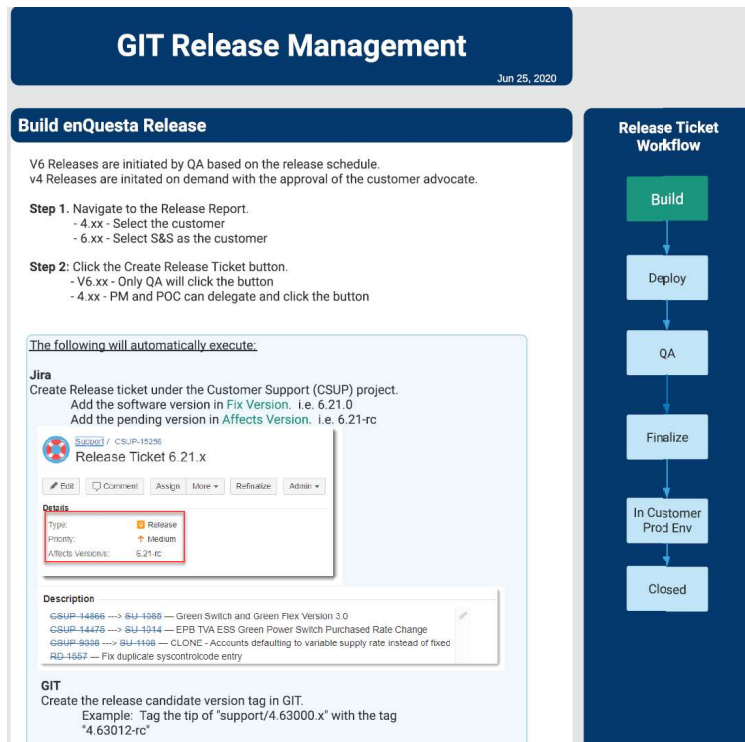 GIT Release Management
Jun 25, 2020
Build enQuesta Release
V6 Releases are initiated by QA based on the release schedule.
v4 Releases are initated on demand with the approval of the customer advocate.
Step 1. Navigate to the Release Report.
- 4.xx - Select the customer
- 6.xx - Select S&S as the customer
Step 2: Click the Create Release Ticket button.
- V6.xx - Only QA will click the button
- 4.xx - PM and POC can delegate and click the button
The following will automatically execute:
Jira
Create Release ticket under the Customer Support (CSUP) project.
Add the software version in Fix Version. i.e. 6.21.0
Add the pending version in Affects Version. i.e. 6.21-rc
Support / CSUP-15256
Release Ticket 6.21.x
Edit Comment Assign More Refinalize Admin
Details
Type: Release
Priority: Medium
Affects Version/s: 6.21-rc
Description
CSUP-14866 ---> SU-1085 — Green Switch and Green Flex Version 3.0
CSUP-14475 ---> SU-1014 — EPB TVA ESS Green Power Switch Purchased Rate Change
CSUP-9308 ---> SU-1108 — CLONE - Accounts defaulting to variable supply rate instead of fixed
RD-1557 — Fix duplicate syscontrolcode entry
GIT
Create the release candidate version tag in GIT.
Example: Tag the tip of "support/4.63000.x" with the tag
"4.63012-rc"
Release Ticket
Workflow
Build
Deploy
QA
Finalize
In Customer
Prod Env
Closed